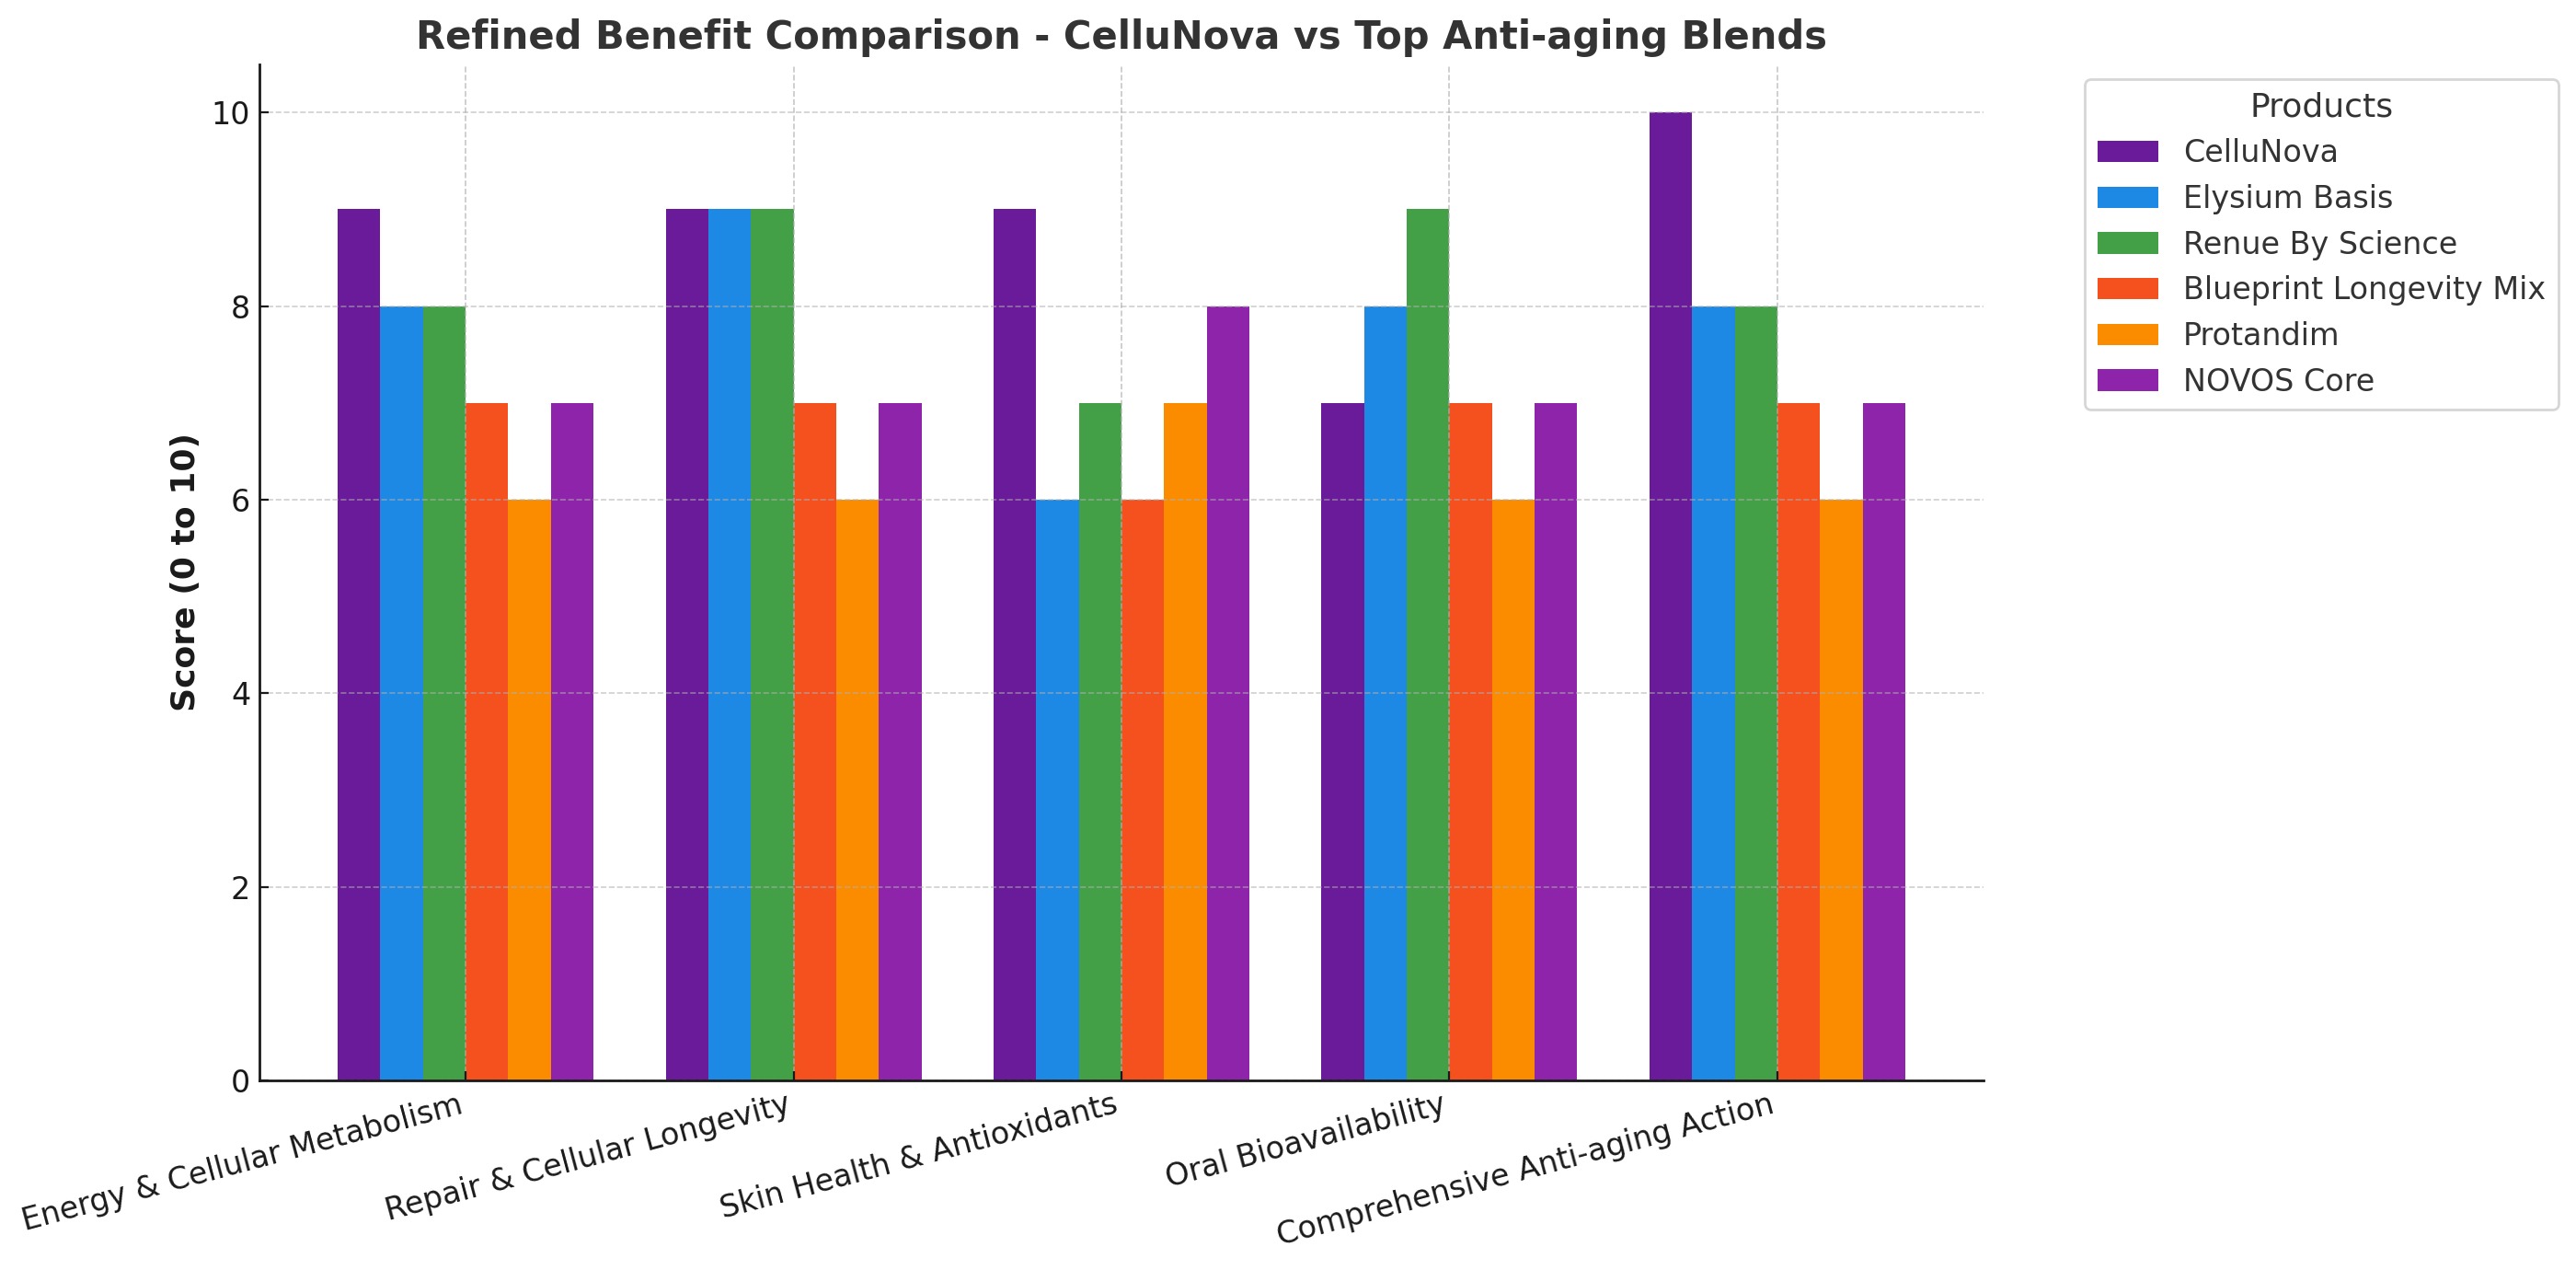 Refined Benefit Comparison - CelluNova vs Top Anti-aging Blends
Score (0 to 10)
10
8
6
4
2
0
Energy & Cellular Metabolism
Repair & Cellular Longevity
Skin Health & Antioxidants
Oral Bioavailability
Comprehensive Anti-aging Action
Products
CelluNova
Elysium Basis
Renue By Science
Blueprint Longevity Mix
Protandim
NOVOS Core